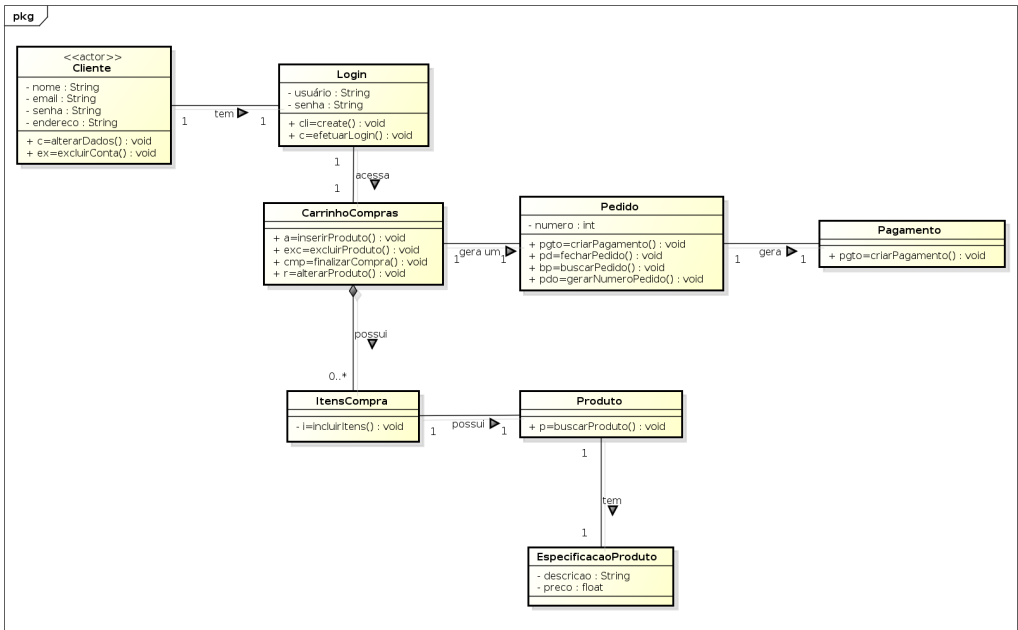 pkg
<<actor>>
Cliente
- nome : String
- email : String
- senha : String
- endereco : String
+ c=alterarDados() : void
+ ex=excluirConta() : void
tem
1
1
Login
- usuário : String
- senha : String
+ cli=create() : void
+ c=efetuarLogin() : void
1
acessa
1
CarrinhoCompras
+ a=inserirProduto() : void
+ exc=excluirProduto() : void
+ cmp=finalizarCompra() : void
+ r=alterarProduto() : void
1
gera um
1
Pedido
- numero : int
+ pgto=criarPagamento() : void
+ pd=fecharPedido() : void
+ bp=buscarPedido() : void
+ pdo=gerarNumeroPedido() : void
1
gera
1
Pagamento
+ pgto=criarPagamento() : void
possui
0..*
ItensCompra
- i=incluirItens() : void
1
possui
1
Produto
+ p=buscarProduto() : void
1
tem
1
EspecificacaoProduto
- descricao : String
- preco : float